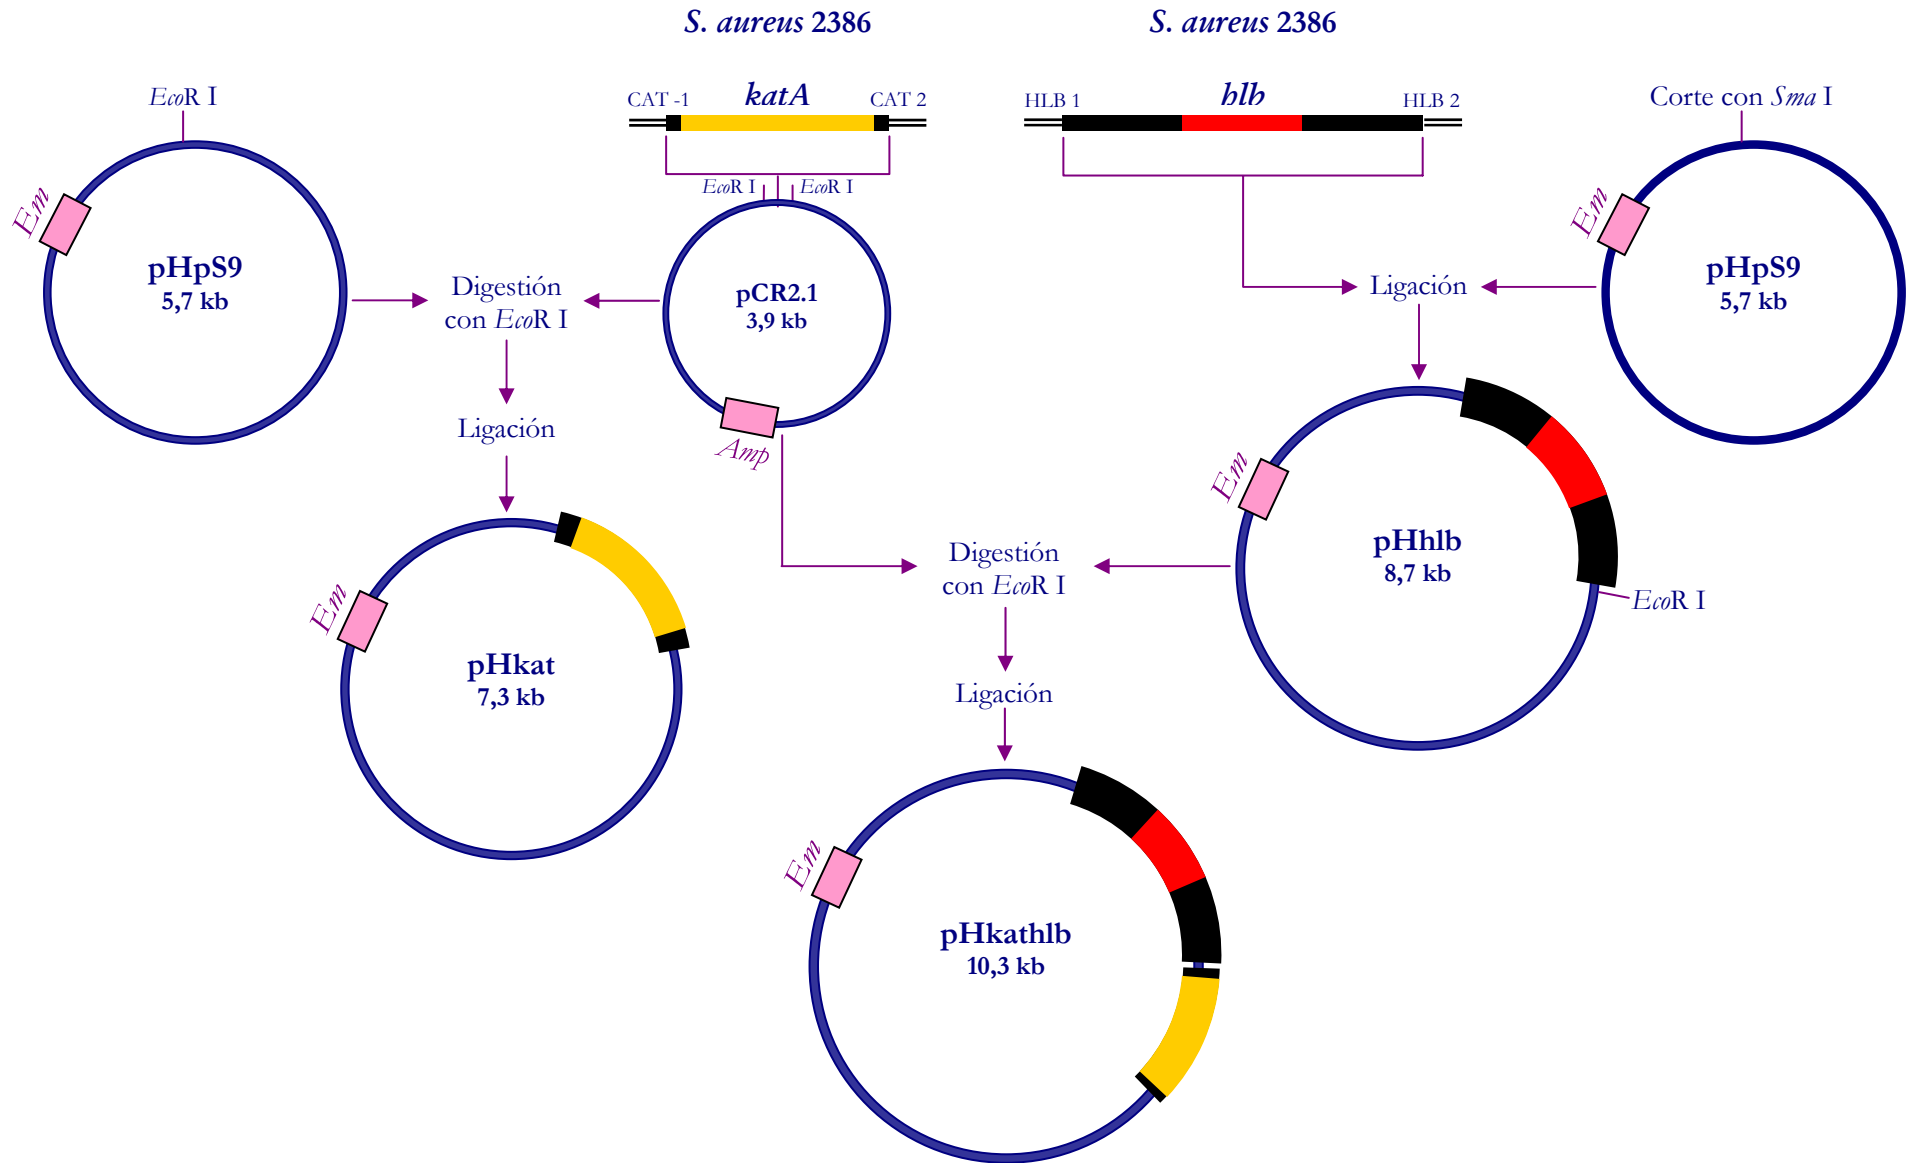 S. aureus 2386
S. aureus 2386
EcoR I
CAT -1
katA
CAT 2
HLB 1
hlb
HLB 2
Corte con Sma I
EcoR I
EcoR I
Em
pHpS9
5,7 kb
Digestión
con EcoR I
pCR2.1
3,9 kb
Ligación
Em
pHpS9
5,7 kb
Ligación
Amp
Em
pHhlb
8,7 kb
EcoR I
Digestión
con EcoR I
Em
pHkat
7,3 kb
Ligación
Em
pHkathlb
10,3 kb